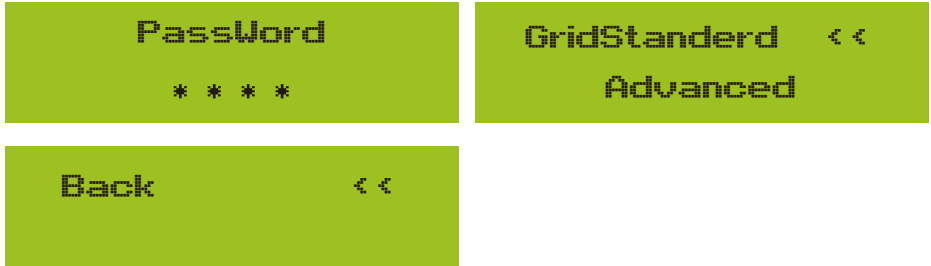 PassWord
* * * *
GridStanderd <<
Advanced
Back <<